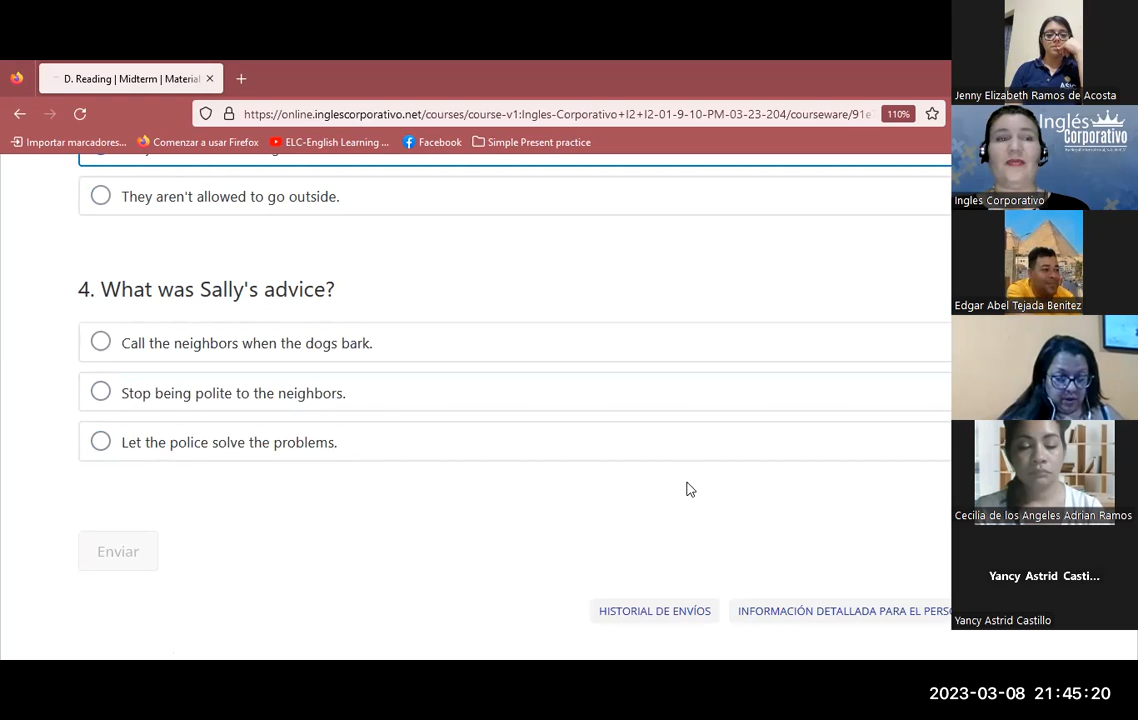 D. Reading | Midterm | Material
https://online.inglescorporativo.net/courses/course-v1:Ingles-Corporativo+I2+I2-01-9-10-PM-03-23-204/courseware/91e
110%
Importar marcadores...
Comenzar a usar Firefox
ELC-English Learning ...
Facebook
Simple Present practice
They aren't allowed to go outside.
4. What was Sally's advice?
Call the neighbors when the dogs bark.
Stop being polite to the neighbors.
Let the police solve the problems.
Enviar
HISTORIAL DE ENVÍOS
INFORMACIÓN DETALLADA PARA EL PERSO
Jenny Elizabeth Ramos de Acosta
Inglés
Corporativo
Ingles Corporativo
Edgar Abel Tejada Benitez
Cecilia de los Angeles Adrian Ramos
Yancy Astrid Casti...
Yancy Astrid Castillo
2023-03-08 21:45:20